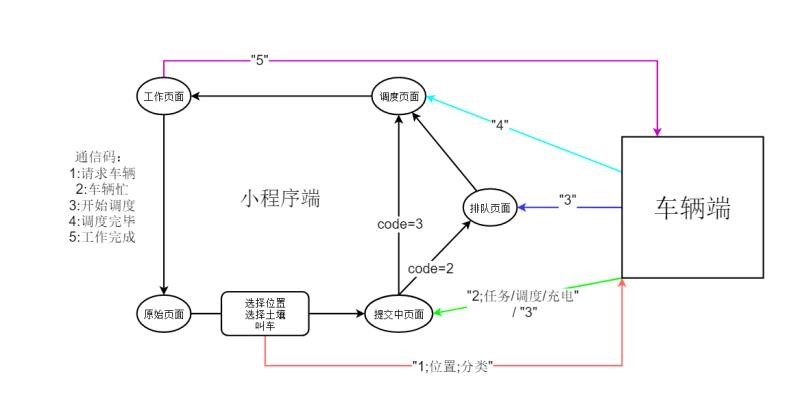 "5"
工作页面
调度页面
"4"
通信码：
1:请求车辆
2:车辆忙
3:开始调度
4:调度完毕
5:工作完成
小程序端
排队页面
"3"
车辆端
code=3
code=2
原始页面
选择位置
选择土壤
叫车
提交中页面
"2;任务/调度/充电"
/ "3"
"1;位置;分类"